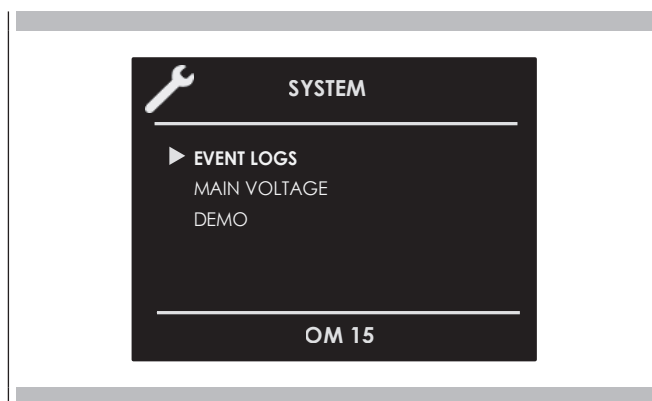 SYSTEM
EVENT LOGS
MAIN VOLTAGE
DEMO
OM 15